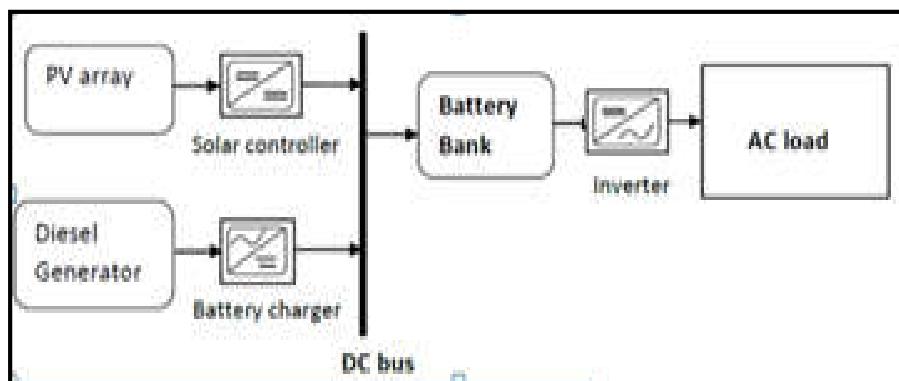 PV array
Solar controller
Battery
Bank
Inverter
AC load
Diesel
Generator
Battery charger
DC bus